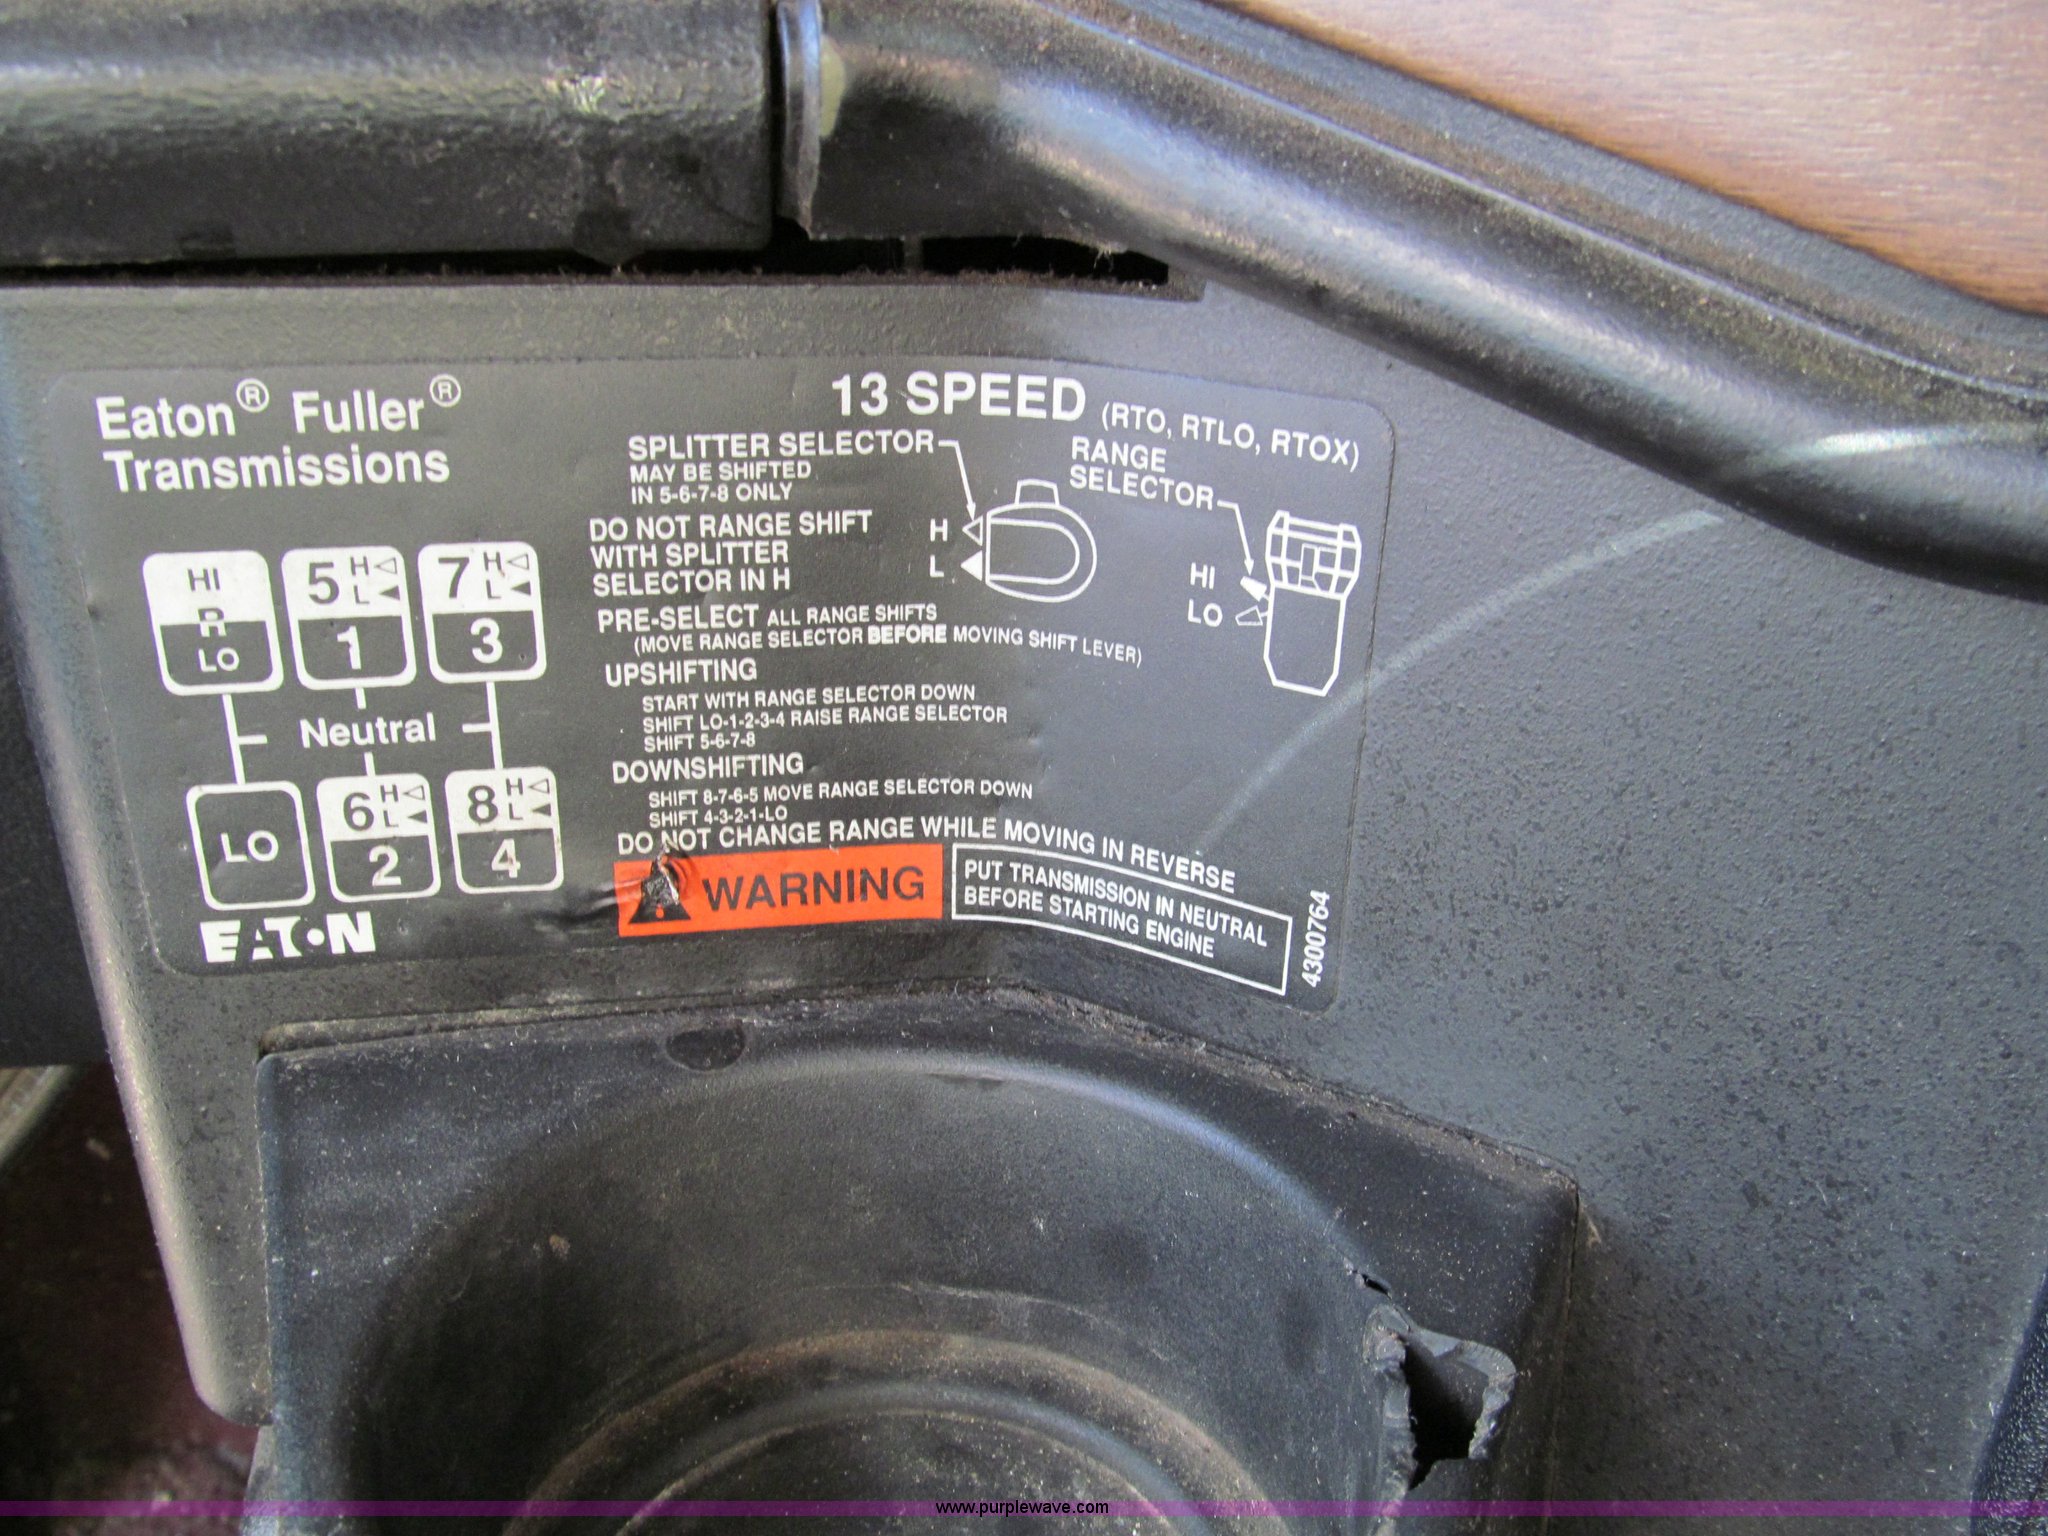 Eaton® Fuller®
Transmissions
13 SPEED (RTO, RTLO, RTOX)
SPLITTER SELECTOR
MAY BE SHIFTED
IN 5-6-7-8 ONLY
RANGE
SELECTOR
DO NOT RANGE SHIFT
WITH SPLITTER
SELECTOR IN H
H
L
HI
LO
HI
R
LO
5 H
L
1
7 H
L
3
Neutral
LO
6 H
L
2
8 H
L
4
PRE-SELECT ALL RANGE SHIFTS
(MOVE RANGE SELECTOR BEFORE MOVING SHIFT LEVER)
UPSHIFTING
START WITH RANGE SELECTOR DOWN
SHIFT LO-1-2-3-4 RAISE RANGE SELECTOR
SHIFT 5-6-7-8
DOWNSHIFTING
SHIFT 8-7-6-5 MOVE RANGE SELECTOR DOWN
SHIFT 4-3-2-1-LO
DO NOT CHANGE RANGE WHILE MOVING IN REVERSE
WARNING
PUT TRANSMISSION IN NEUTRAL
BEFORE STARTING ENGINE
4300764
EATON
www.purplewave.com